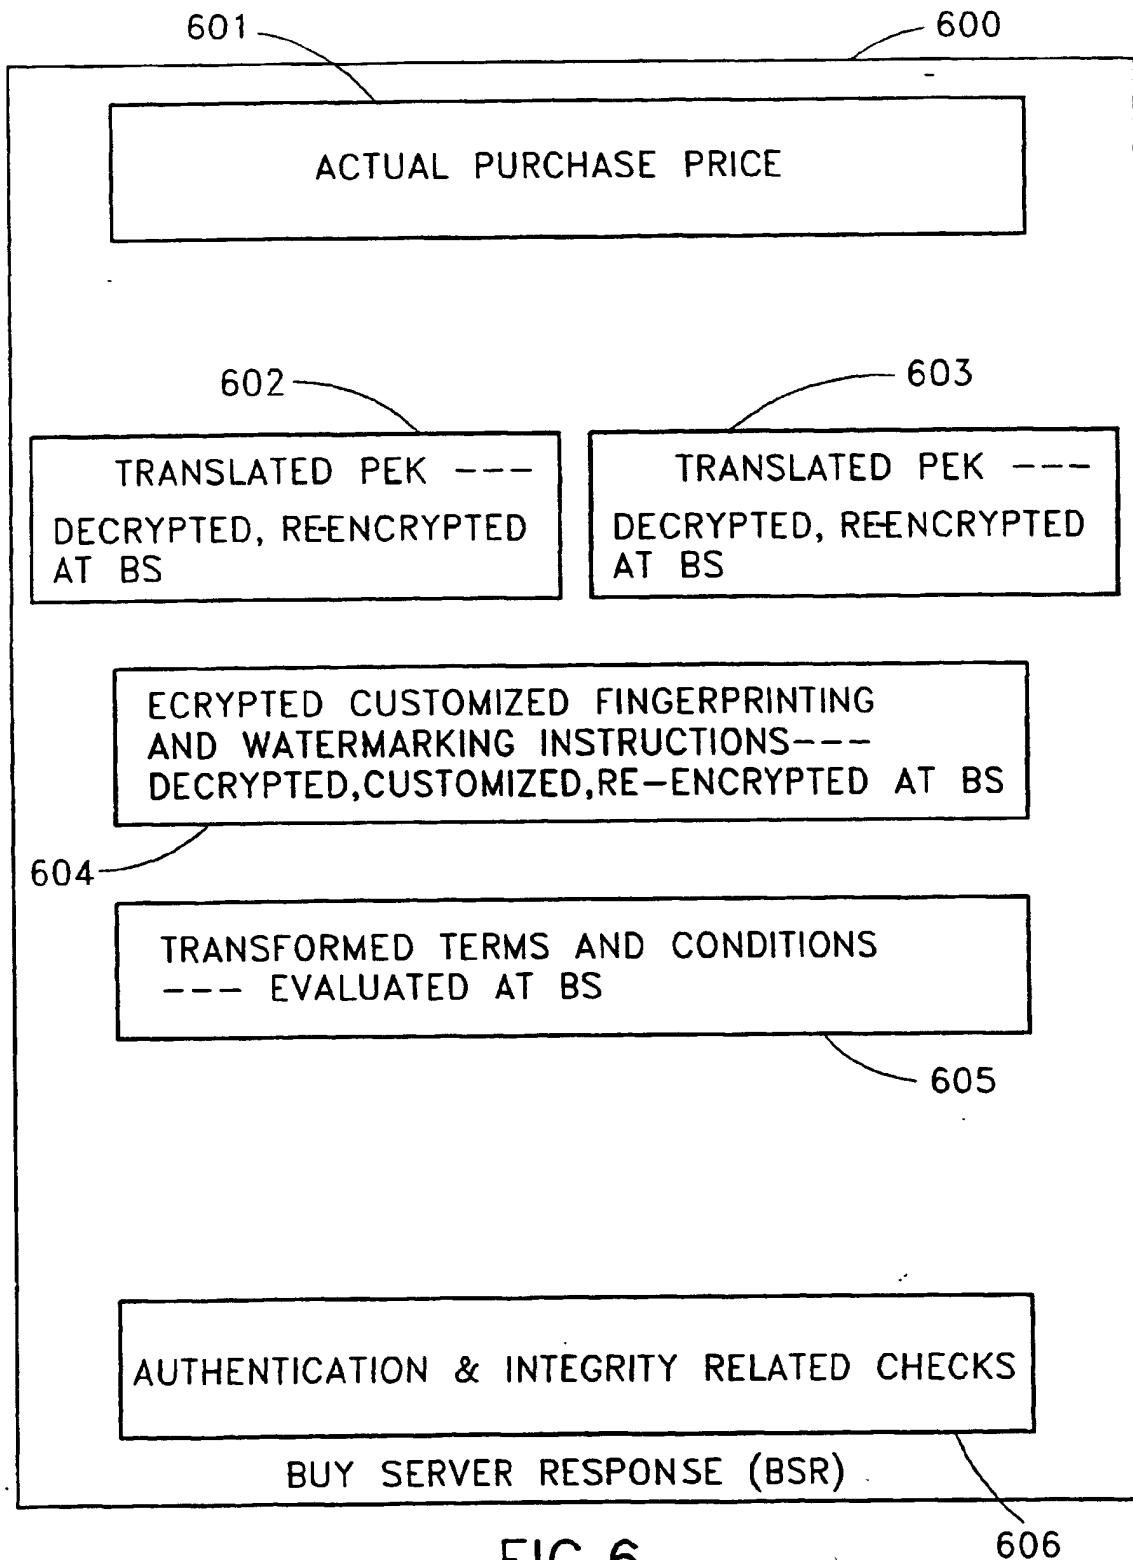 601
600
ACTUAL PURCHASE PRICE
602
603
TRANSLATED PEK ---
DECRYPTED, RE-ENCRYPTED
AT BS
TRANSLATED PEK ---
DECRYPTED, RE-ENCRYPTED
AT BS
ECRYPTED CUSTOMIZED FINGERPRINTING
AND WATERMARKING INSTRUCTIONS---
DECRYPTED,CUSTOMIZED,RE-ENCRYPTED AT BS
604
TRANSFORMED TERMS AND CONDITIONS
--- EVALUATED AT BS
605
AUTHENTICATION & INTEGRITY RELATED CHECKS
BUY SERVER RESPONSE (BSR)
606
FIG.6